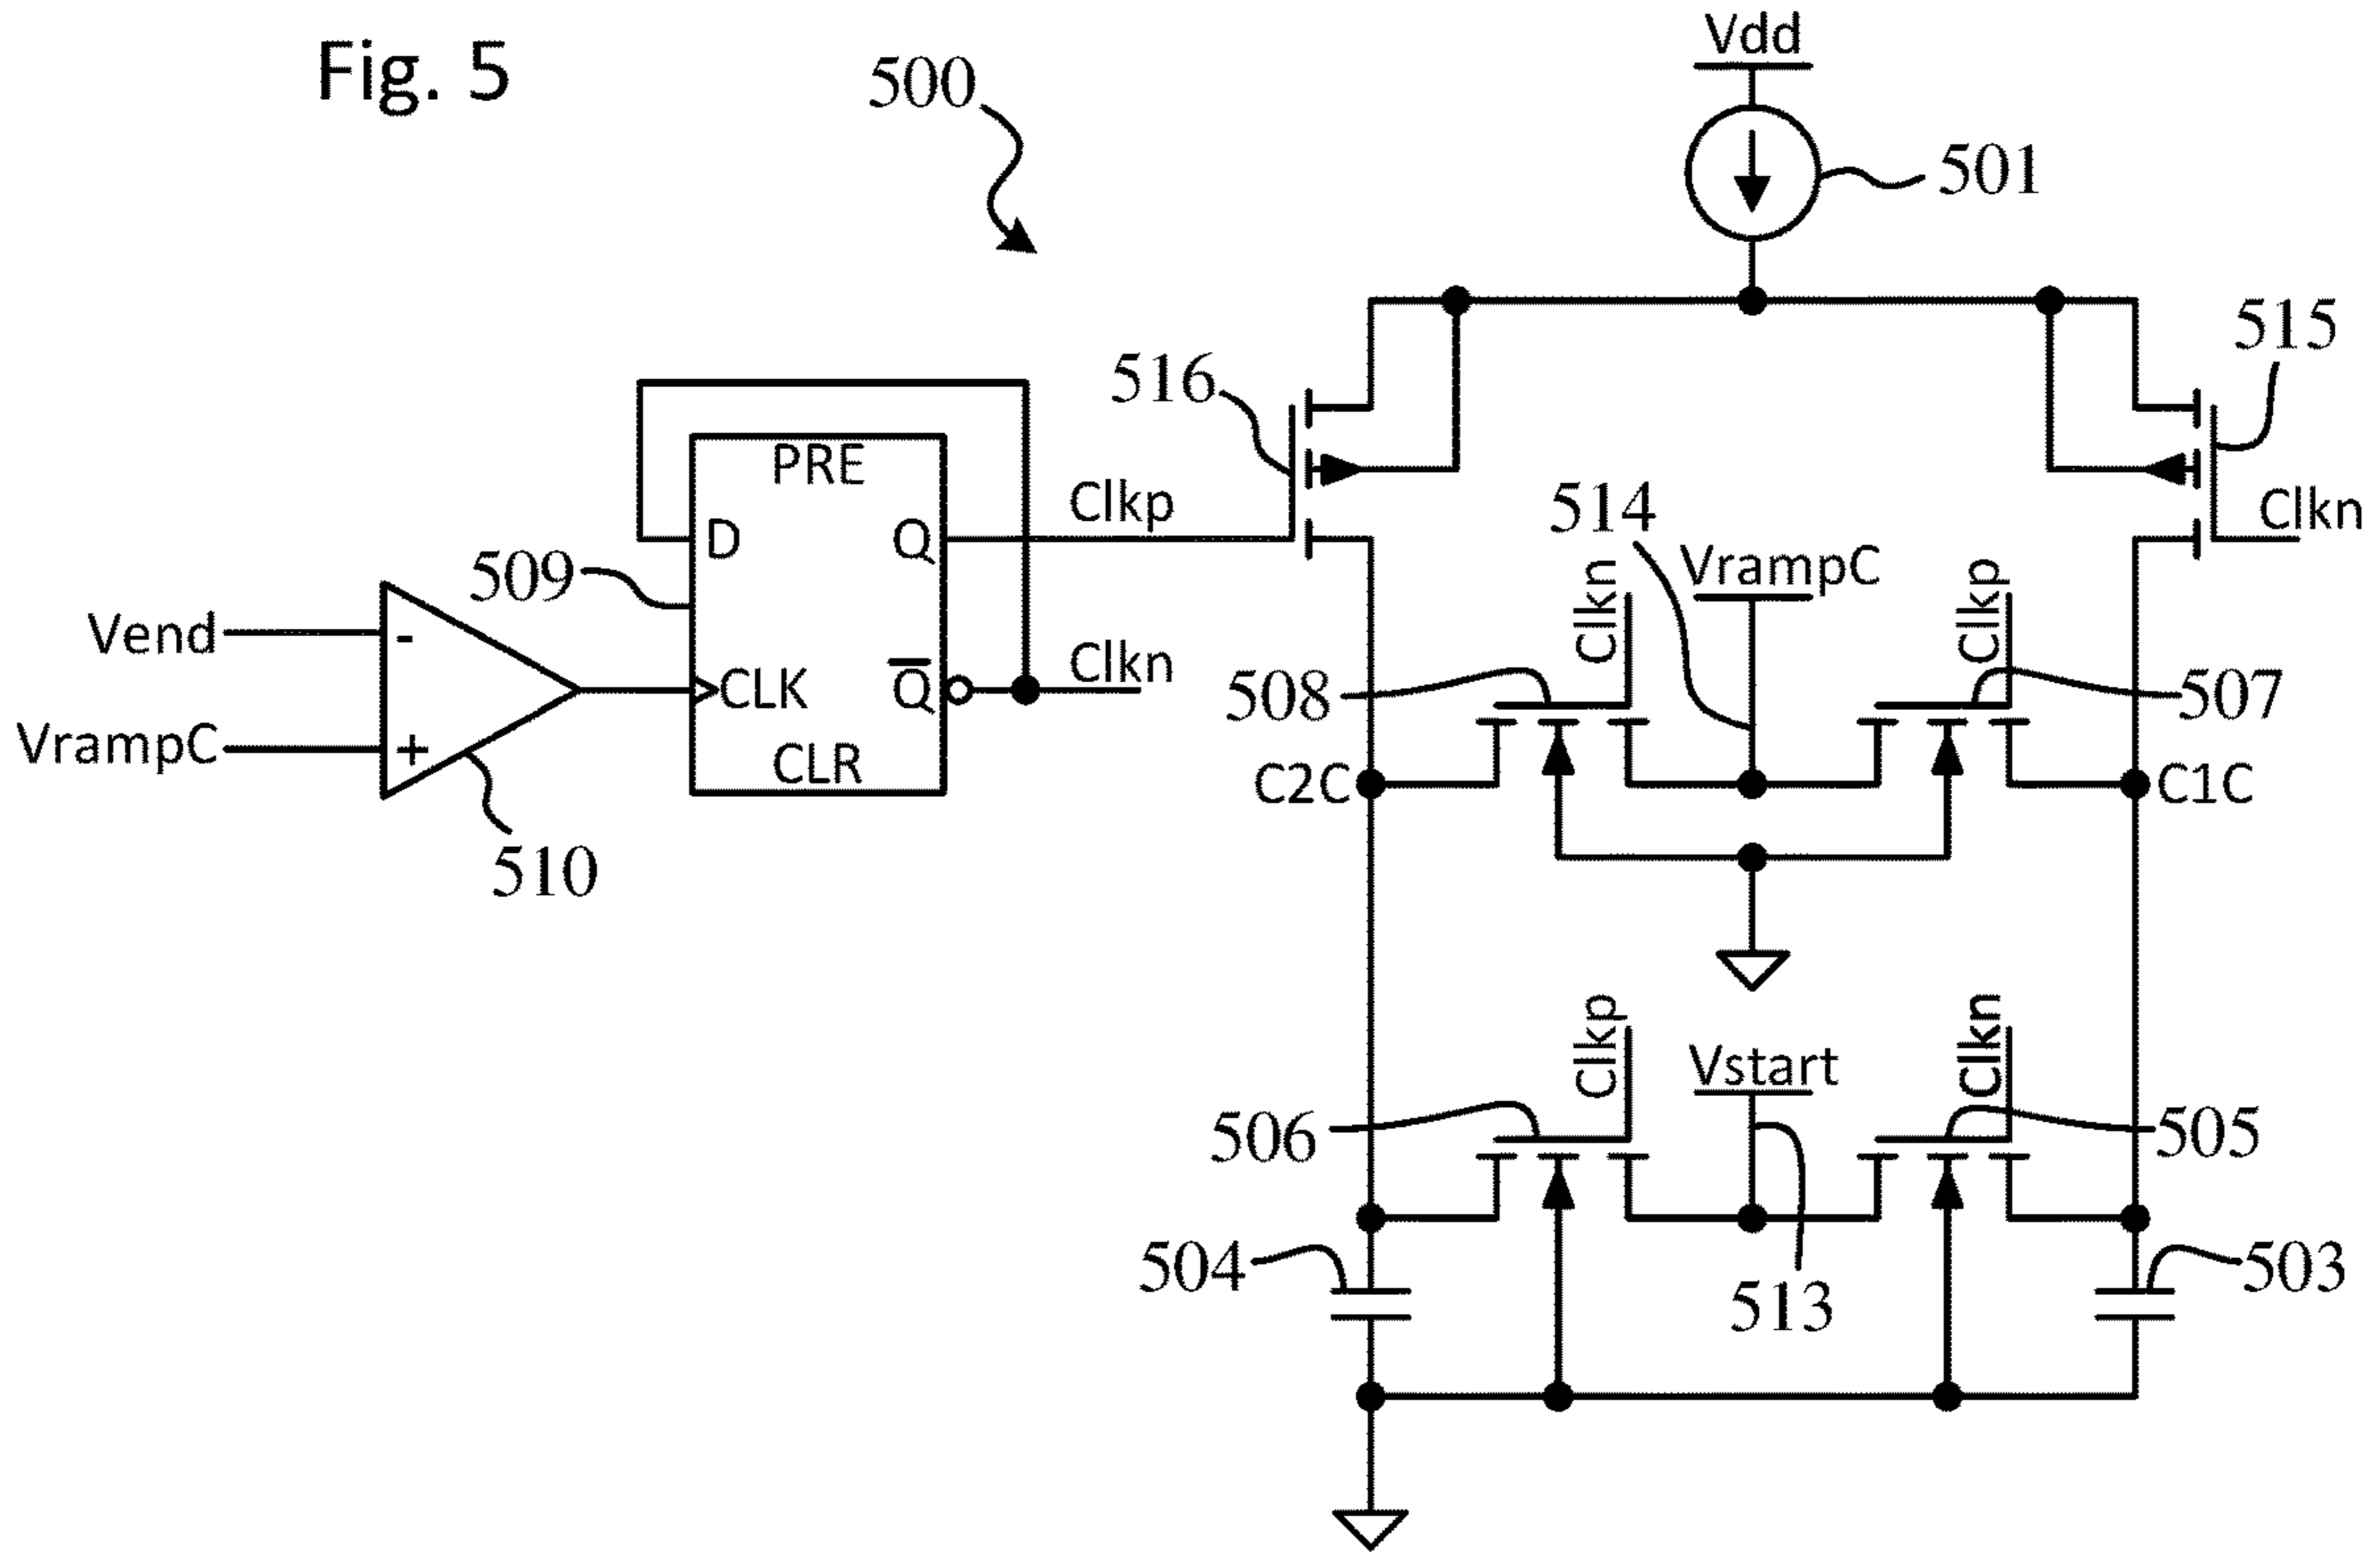 Fig. 5
500
Vdd
501
515
516
PRE
D
Q
Clkp
514
VrampC
Clkn
Clkn
Clkp
509
Vend
-
CLK
Q
Clkn
508
507
VrampC
+
CLR
C2C
C1C
510
Clkp
Vstart
Clkn
506
505
504
513
503